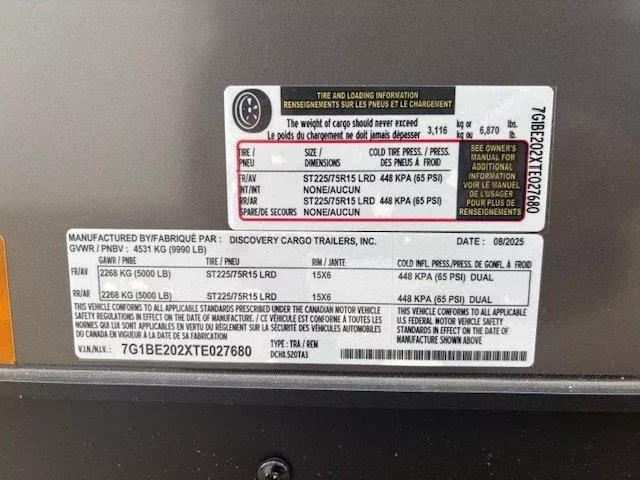 TIRE AND LOADING INFORMATION
RENSEIGNEMENTS SUR LES PNEUS ET LE CHARGEMENT
The weight of cargo should never exceed 3,116 kg or 6,870 lbs.
Le poids du chargement ne doit jamais dépasser kg ou lb.
TIRE / PNEU SIZE / DIMENSIONS COLD TIRE PRESS. / PRESS. DES PNEUS À FROID
FR/AV ST225/75R15 LRD 448 KPA (65 PSI)
INT/INT NONE/AUCUN
RR/AR ST225/75R15 LRD 448 KPA (65 PSI)
SPARE/DE SECOURS NONE/AUCUN
SEE OWNER'S
MANUAL FOR
ADDITIONAL
INFORMATION
VOIR LE MANUEL
DE L'USAGER
POUR PLUS DE
RENSEIGNEMENTS
7G1BE202XTE027680
MANUFACTURED BY/FABRIQUÉ PAR : DISCOVERY CARGO TRAILERS, INC. DATE : 08/2025
GVWR / PNBV : 4531 KG (9990 LB)
GAWR / PNBE TIRE / PNEU RIM / JANTE COLD INFL. PRESS./PRESS. DE GONFL. À FROID
FR/AV 2268 KG (5000 LB) ST225/75R15 LRD 15X6 448 KPA (65 PSI) DUAL
RR/AR 2268 KG (5000 LB) ST225/75R15 LRD 15X6 448 KPA (65 PSI) DUAL
THIS VEHICLE CONFORMS TO ALL APPLICABLE STANDARDS PRESCRIBED UNDER THE CANADIAN MOTOR VEHICLE
SAFETY REGULATIONS IN EFFECT ON THE DATE OF MANUFACTURE / CE VÉHICULE EST CONFORME À TOUTES
LES NORMES QUI LUI SONT APPLICABLES EN VERTU DU RÈGLEMENT SUR LA SÉCURITÉ DES VÉHICULES AUTOMOBILES
DU CANADA EN VIGUEUR À LA DATE DE SA FABRICATION
THIS VEHICLE CONFORMS TO ALL APPLICABLE
U.S FEDERAL MOTOR VEHICLE SAFETY
STANDARDS IN EFFECT ON THE DATE OF
MANUFACTURE SHOWN ABOVE
V.I.N./N.I.V. : 7G1BE202XTE027680
TYPE : TRA / REM
DCH8.520TA3